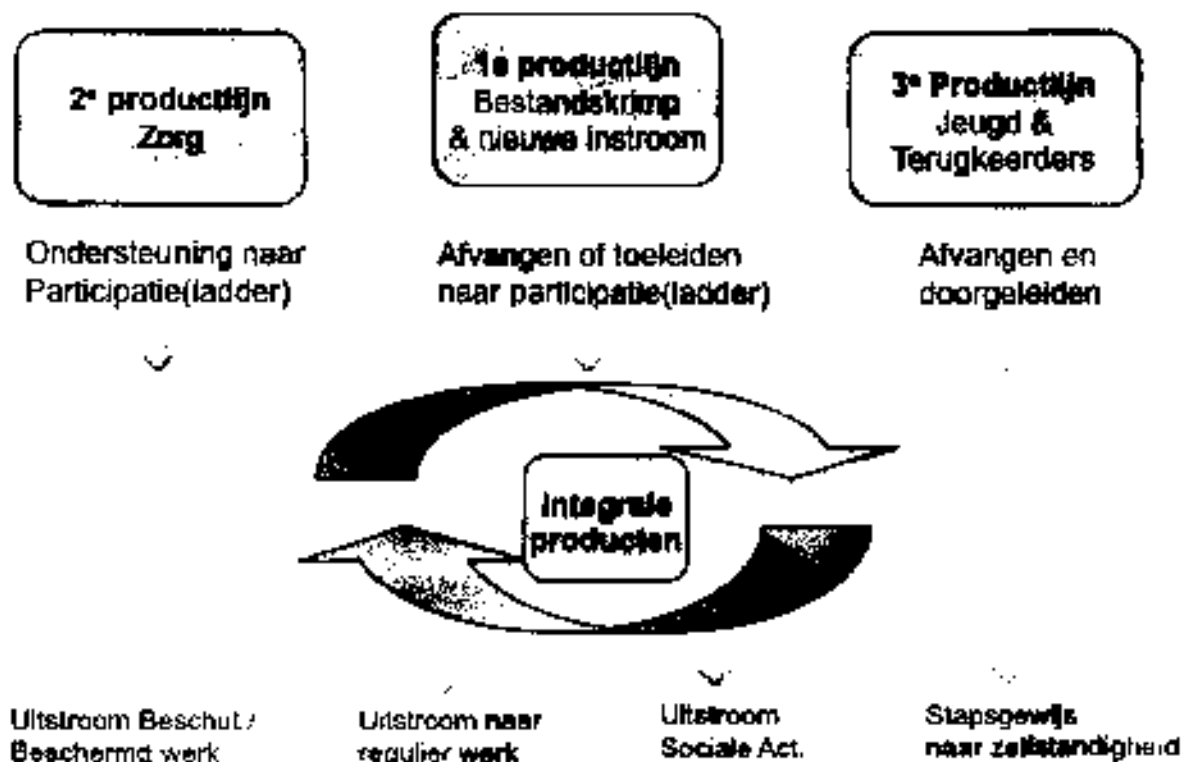 2e productlijn
Zorg
1e productlijn
Bestandskrimp
& nieuwe instroom
3e Productlijn
Jeugd &
Terugkeerders
Ondersteuning naar
Participatie(ladder)
Afvangen of toeleiden
naar participatie(ladder)
Afvangen en
doorgeleiden
Integrale
producten
Uitstroom Beschut /
Beschermd werk
Uitstroom naar
regulier werk
Uitstroom
Sociale Act.
Stapsgewijs
naar zelfstandigheid